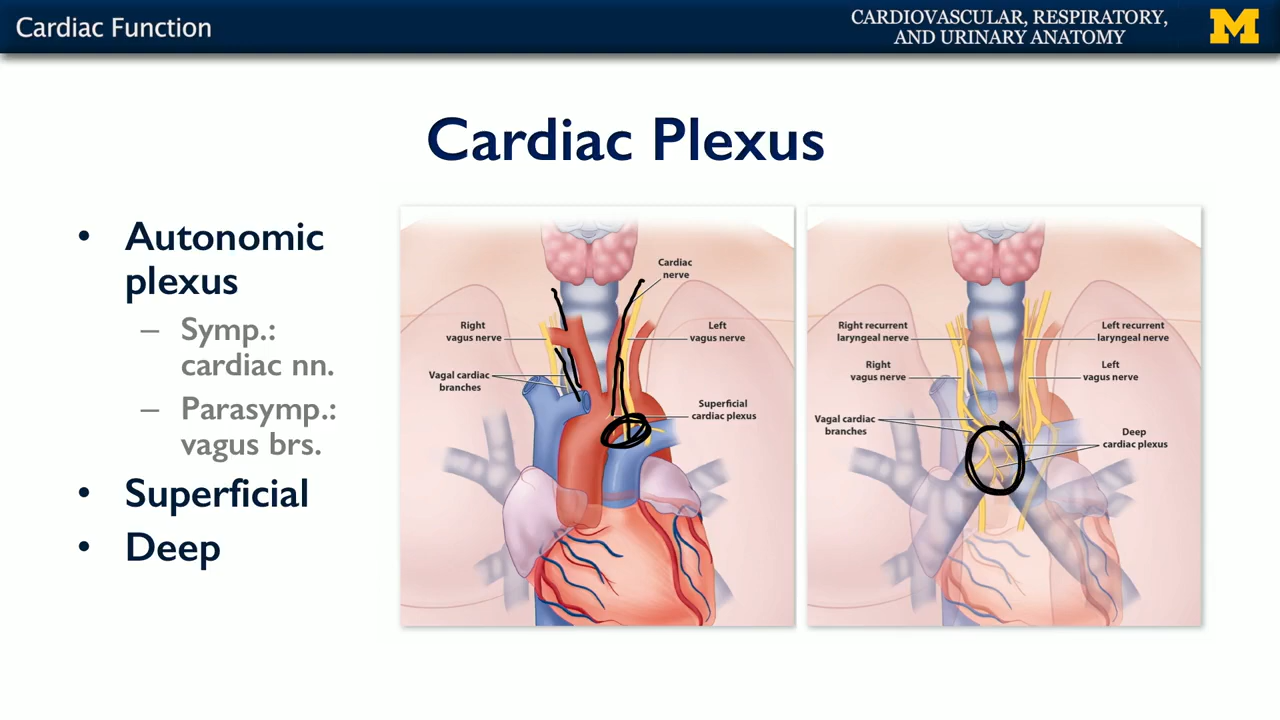 Cardiac Function
CARDIOVASCULAR, RESPIRATORY,
AND URINARY ANATOMY
M
Cardiac Plexus
• Autonomic
plexus
– Symp.:
cardiac nn.
– Parasymp.:
vagus brs.
• Superficial
• Deep
Cardiac
nerve
Right
vagus nerve
Left
vagus nerve
Vagal cardiac
branches
Superficial
cardiac plexus
Right recurrent
laryngeal nerve
Left recurrent
laryngeal nerve
Right
vagus nerve
Left
vagus nerve
Vagal cardiac
branches
Deep
cardiac plexus